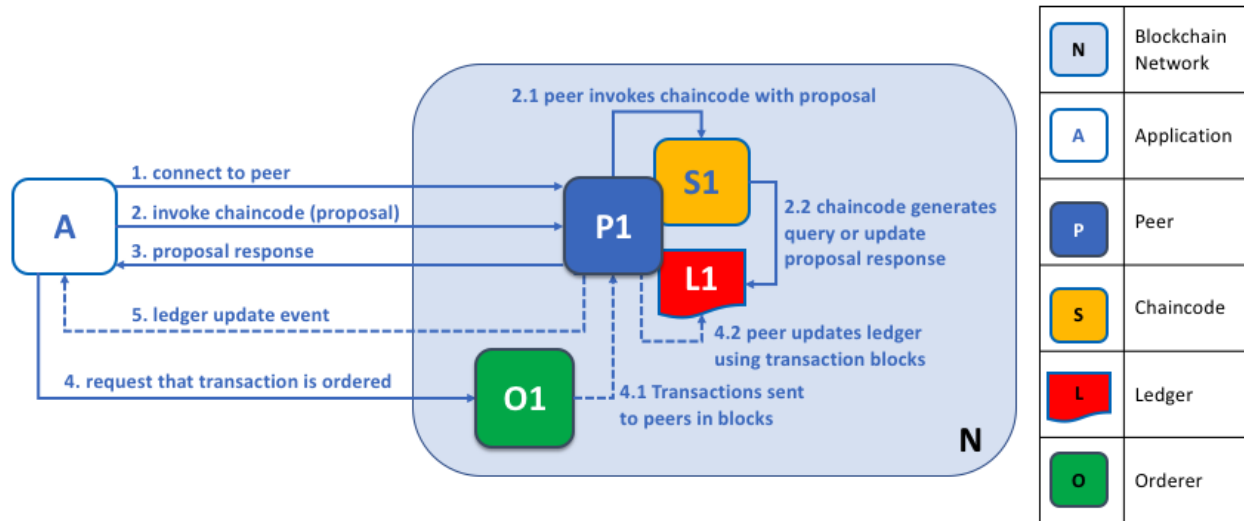 2.1 peer invokes chaincode with proposal
1. connect to peer
2. invoke chaincode (proposal)
3. proposal response
5. ledger update event
4. request that transaction is ordered
A
P1
S1
L1
O1
2.2 chaincode generates
query or update
proposal response
4.2 peer updates ledger
using transaction blocks
4.1 Transactions sent
to peers in blocks
N
N
Blockchain
Network
A
Application
P
Peer
S
Chaincode
L
Ledger
O
Orderer